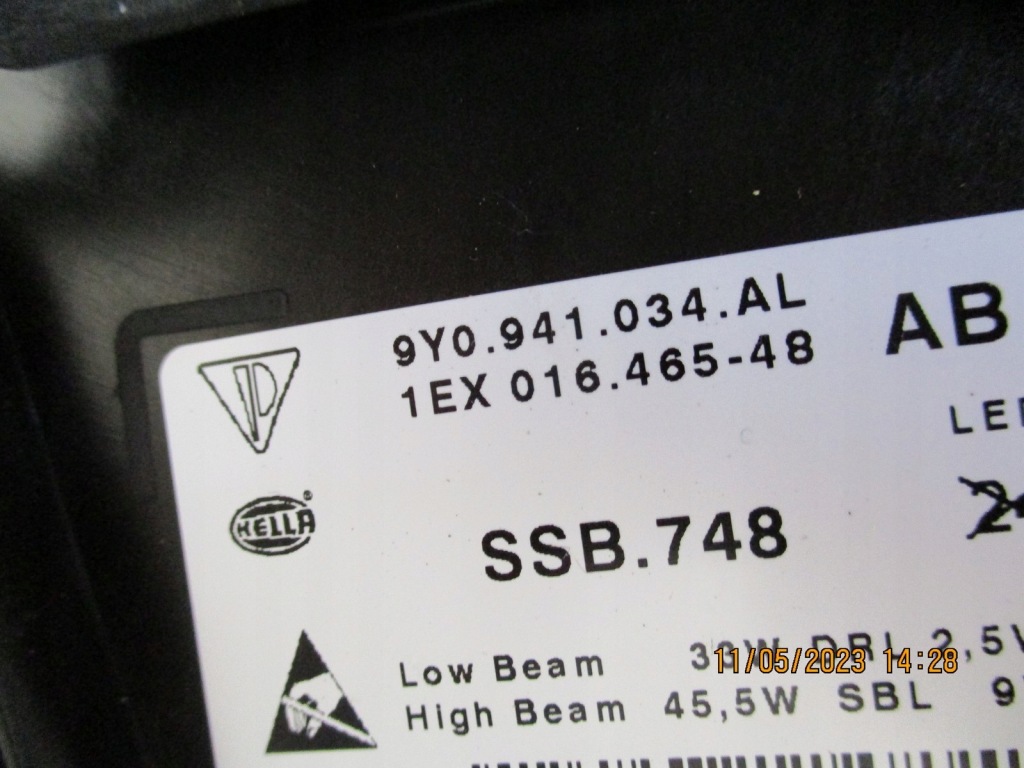 9Y0.941.034.AL
1EX 016.465-48
AB
HELLA®
SSB.748
Low Beam
High Beam 45,5W SBL
11/05/2023 14:28